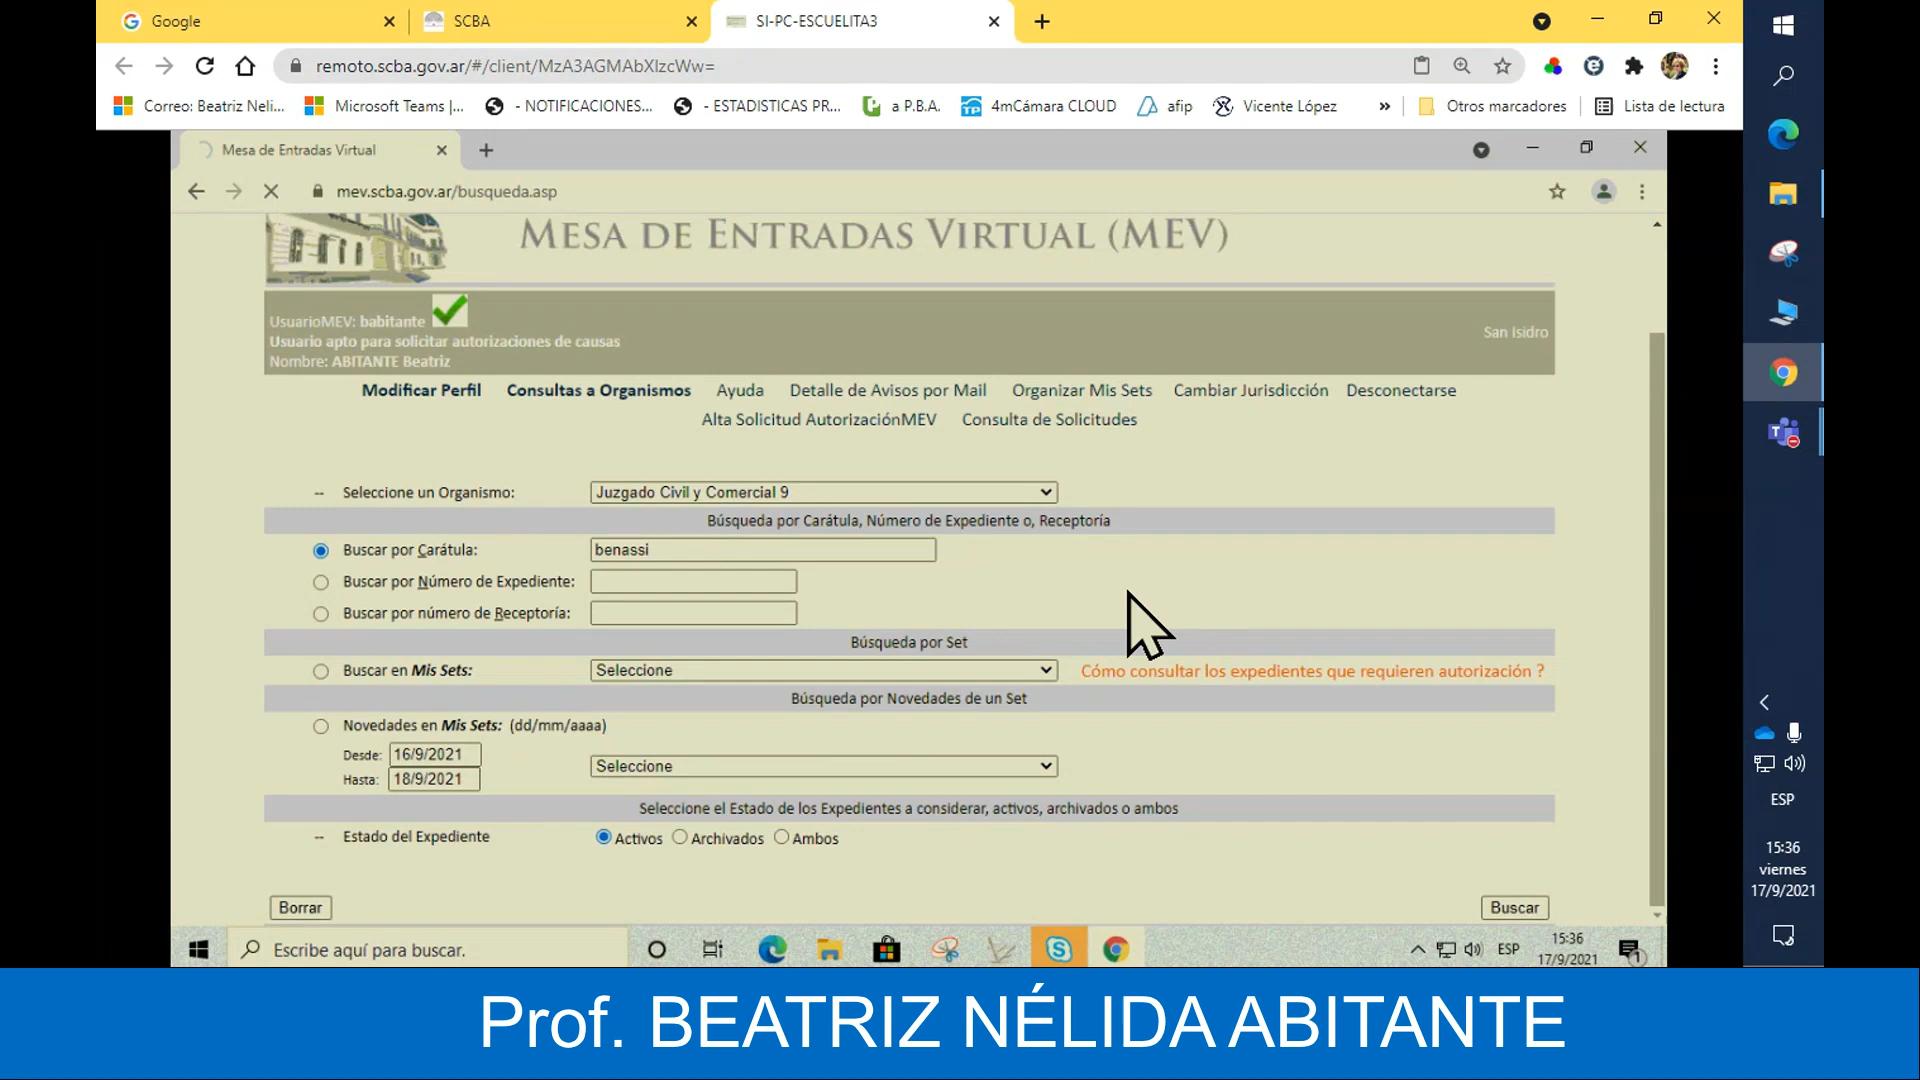 Google
SCBA
SI-PC-ESCUELITA3
remoto.scba.gov.ar/#/client/MzA3AGMAbXlzcWw=
Correo: Beatriz Neli...
Microsoft Teams |...
- NOTIFICACIONES...
- ESTADISTICAS PR...
a P.B.A.
4mCámara CLOUD
afip
Vicente López
»
Otros marcadores
Lista de lectura
Mesa de Entradas Virtual
mev.scba.gov.ar/busqueda.asp
MESA DE ENTRADAS VIRTUAL (MEV)
UsuarioMEV: babitante
Usuario apto para solicitar autorizaciones de causas
Nombre: ABITANTE Beatriz
San Isidro
Modificar Perfil Consultas a Organismos Ayuda Detalle de Avisos por Mail Organizar Mis Sets Cambiar Jurisdicción Desconectarse
Alta Solicitud AutorizaciónMEV Consulta de Solicitudes
-- Seleccione un Organismo: Juzgado Civil y Comercial 9
Búsqueda por Carátula, Número de Expediente o, Receptoría
Buscar por Carátula: benassi
Buscar por Número de Expediente:
Buscar por número de Receptoría:
Búsqueda por Set
Buscar en Mis Sets: Seleccione Cómo consultar los expedientes que requieren autorización ?
Búsqueda por Novedades de un Set
Novedades en Mis Sets: (dd/mm/aaaa)
Desde: 16/9/2021
Seleccione
Hasta: 18/9/2021
Seleccione el Estado de los Expedientes a considerar, activos, archivados o ambos
-- Estado del Expediente Activos Archivados Ambos
Borrar Buscar
Escribe aquí para buscar.
ESP
15:36
17/9/2021
1
ESP
15:36
viernes
17/9/2021
Prof. BEATRIZ NÉLIDA ABITANTE